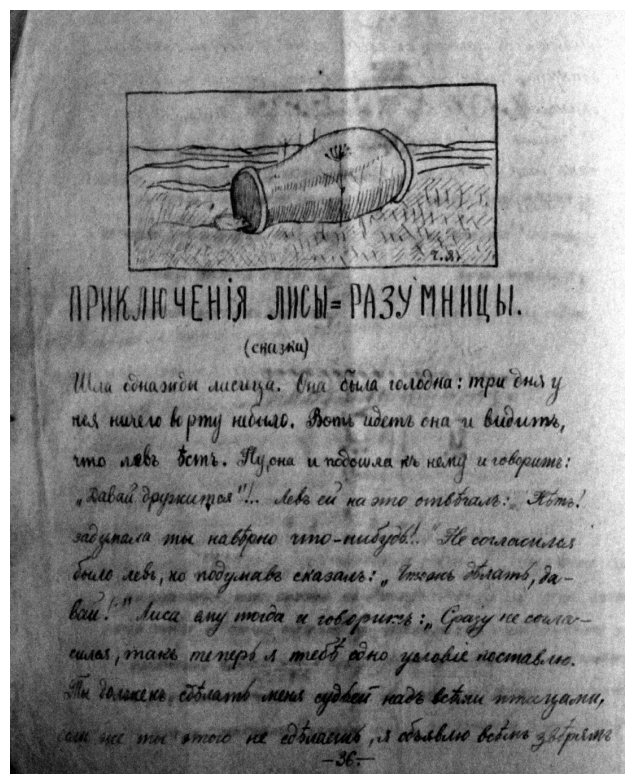 Ч.Я.
ПРИКЛЮЧЕНІЯ ЛИСЫ=РАЗУМНИЦЫ.
(сказка)
Шла однажды лисица. Она была голодна: три дня у
нея ничего во рту небыло. Вотъ идетъ она и видитъ,
что левъ ѣстъ. Ну, она и подошла къ нему и говоритъ:
„Давай дружится"!.. Левъ ей на это отвѣчалъ: „Нѣтъ!
задумала ты навѣрно что-нибудь!.." Не согласился
было левъ, но подумавъ сказалъ: „Чтожъ дѣлать, да-
вай!" Лиса ему тогда и говоритъ: „Сразу не согла-
сился, такъ теперь я тебѣ одно условіе поставлю.
Ты долженъ сдѣлать меня судьей надъ всѣми птицами,
если же ты этого не сдѣлаешь, я объявлю всѣмъ звѣрямъ
—36.—